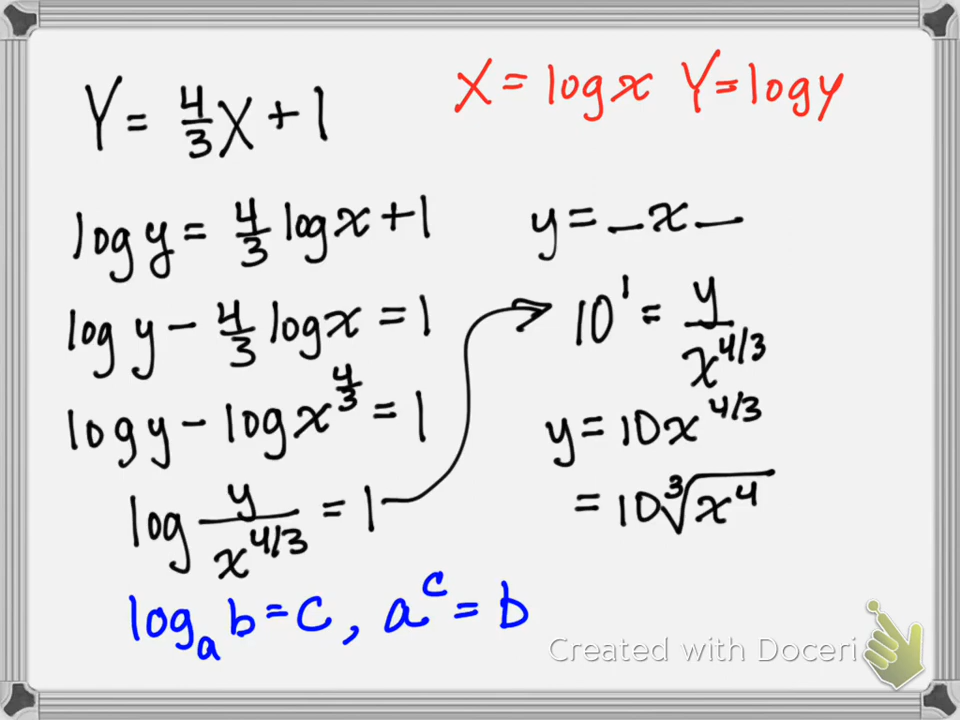 Y = 4/3 X + 1
X = log x Y = log y
log y = 4/3 log x + 1
log y − 4/3 log x = 1
log y − log x^4/3 = 1
log y/x^4/3 = 1
y = _ x _
10^1 = y/x^4/3
y = 10x^4/3
= 10 ∛x^4
log_a b = c, a^c = b
Created with Doceri